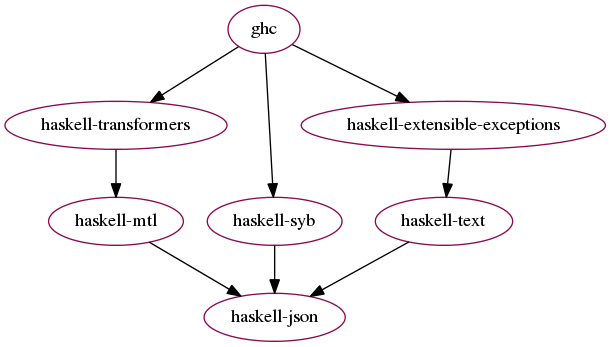 ghc
haskell-transformers
haskell-extensible-exceptions
haskell-mtl
haskell-syb
haskell-text
haskell-json